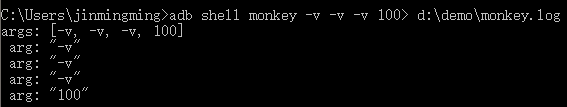 C:\Users\jinmingming>adb shell monkey -v -v -v 100> d:\demo\monkey.log
args: [-v, -v, -v, 100]
arg: "-v"
arg: "-v"
arg: "-v"
arg: "100"